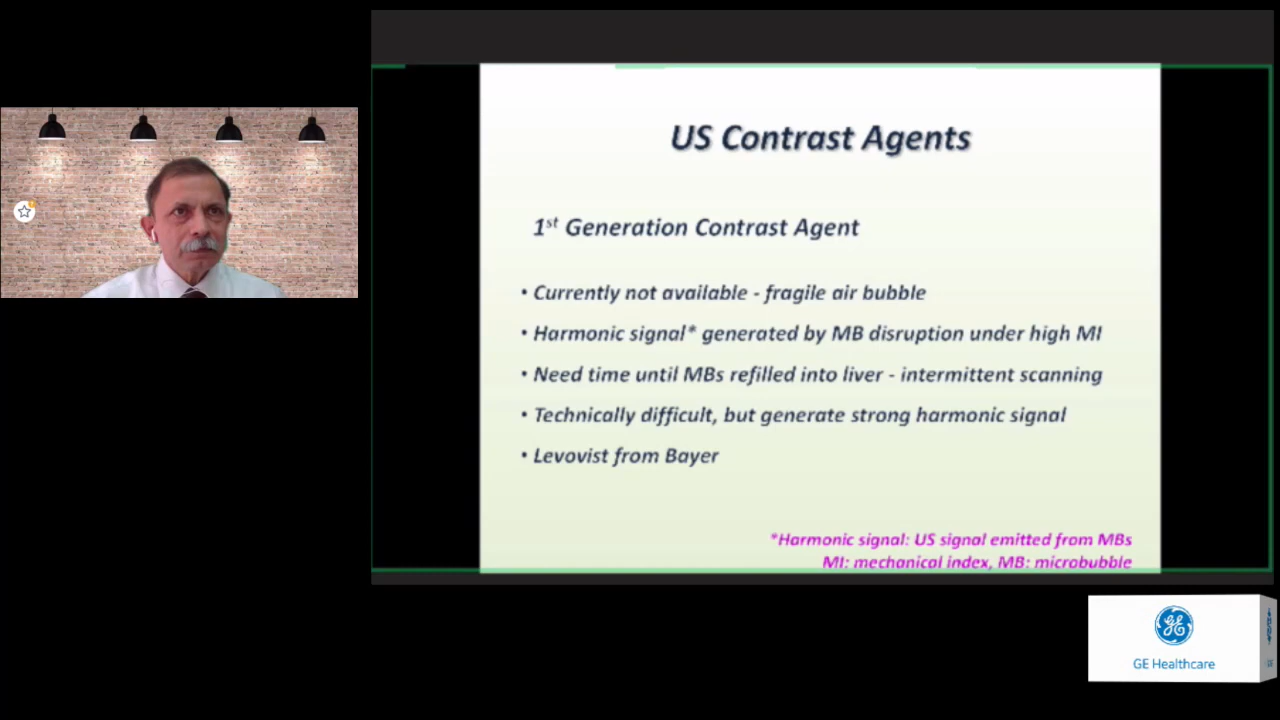 US Contrast Agents
1st Generation Contrast Agent
• Currently not available - fragile air bubble
• Harmonic signal* generated by MB disruption under high MI
• Need time until MBs refilled into liver - intermittent scanning
• Technically difficult, but generate strong harmonic signal
• Levovist from Bayer
*Harmonic signal: US signal emitted from MBs
MI: mechanical index, MB: microbubble
GE Healthcare